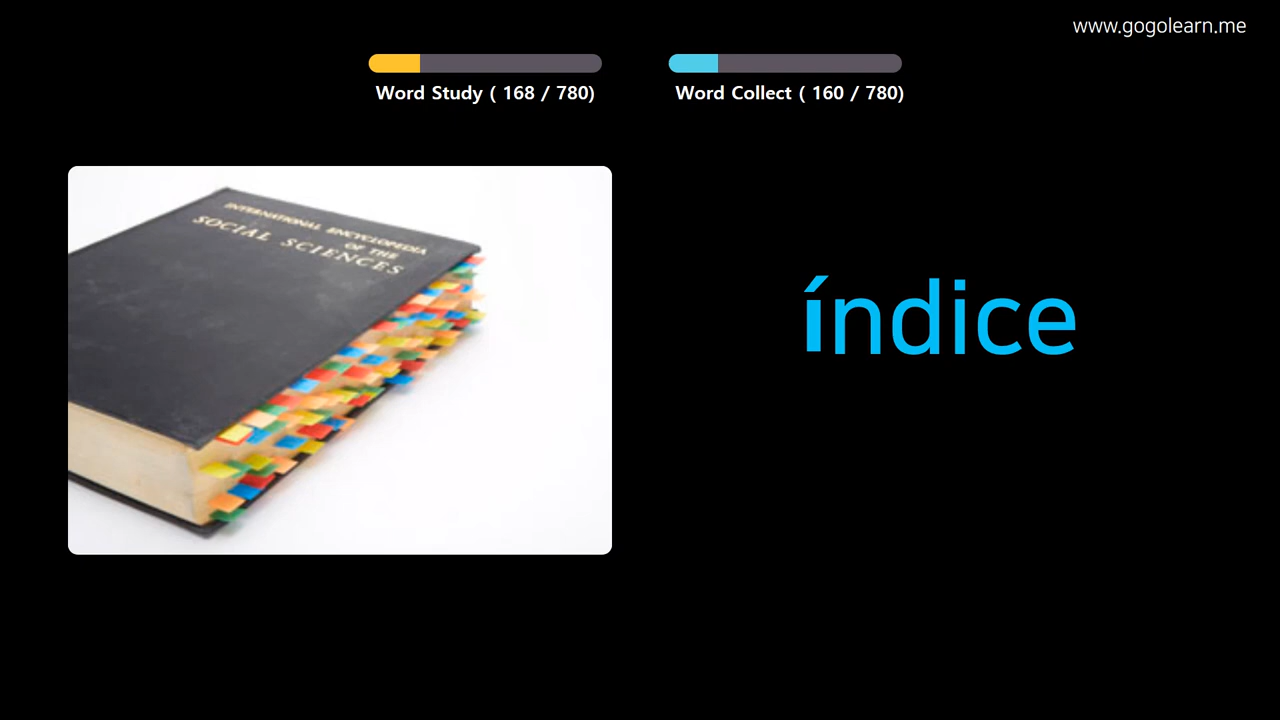 www.gogolearn.me
Word Study ( 168 / 780)
Word Collect ( 160 / 780)
INTERNATIONAL ENCYCLOPEDIA
OF THE
SOCIAL SCIENCES
índice